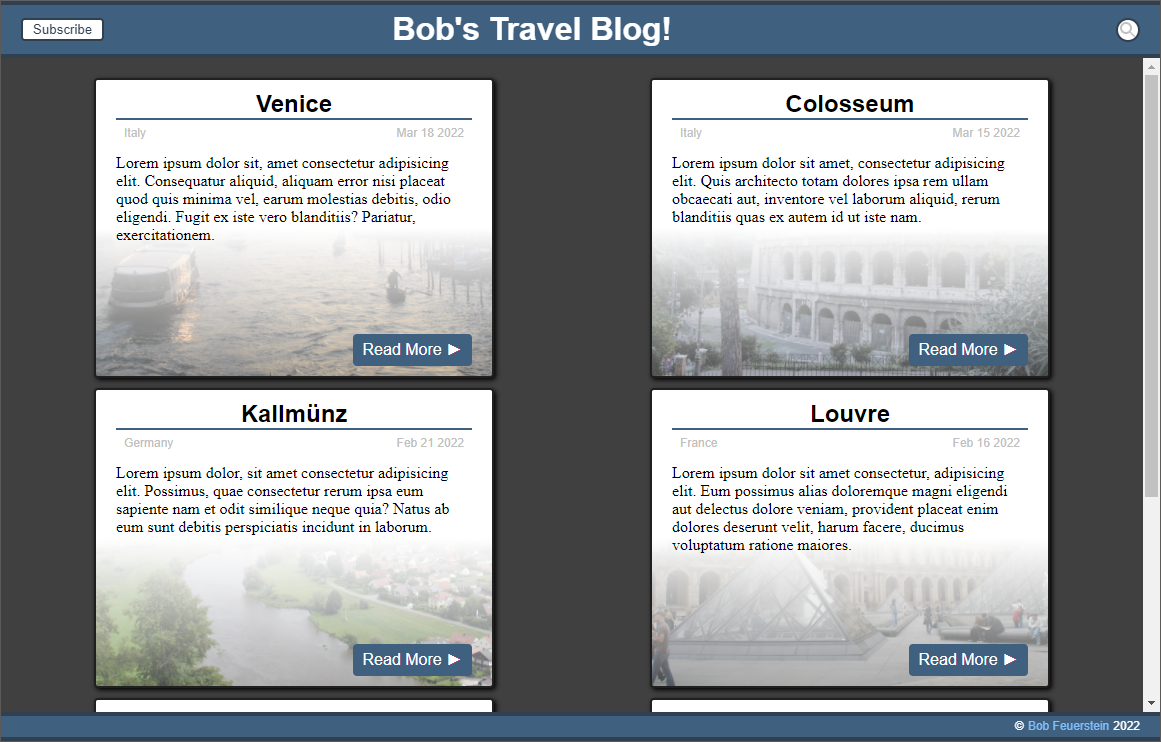 Subscribe
Bob's Travel Blog!
Venice
Italy Mar 18 2022
Lorem ipsum dolor sit, amet consectetur adipisicing
elit. Consequatur aliquid, aliquam error nisi placeat
quod quis minima vel, earum molestias debitis, odio
eligendi. Fugit ex iste vero blanditiis? Pariatur,
exercitationem.
Read More ►
Colosseum
Italy Mar 15 2022
Lorem ipsum dolor sit amet, consectetur adipisicing
elit. Quis architecto totam dolores ipsa rem ullam
obcaecati aut, inventore vel laborum aliquid, rerum
blanditiis quas ex autem id ut iste nam.
Read More ►
Kallmünz
Germany Feb 21 2022
Lorem ipsum dolor, sit amet consectetur adipisicing
elit. Possimus, quae consectetur rerum ipsa eum
sapiente nam et odit similique neque quia? Natus ab
eum sunt debitis perspiciatis incidunt in laborum.
Read More ►
Louvre
France Feb 16 2022
Lorem ipsum dolor sit amet consectetur, adipisicing
elit. Eum possimus alias doloremque magni eligendi
aut delectus dolore veniam, provident placeat enim
dolores deserunt velit, harum facere, ducimus
voluptatum ratione maiores.
Read More ►
© Bob Feuerstein 2022